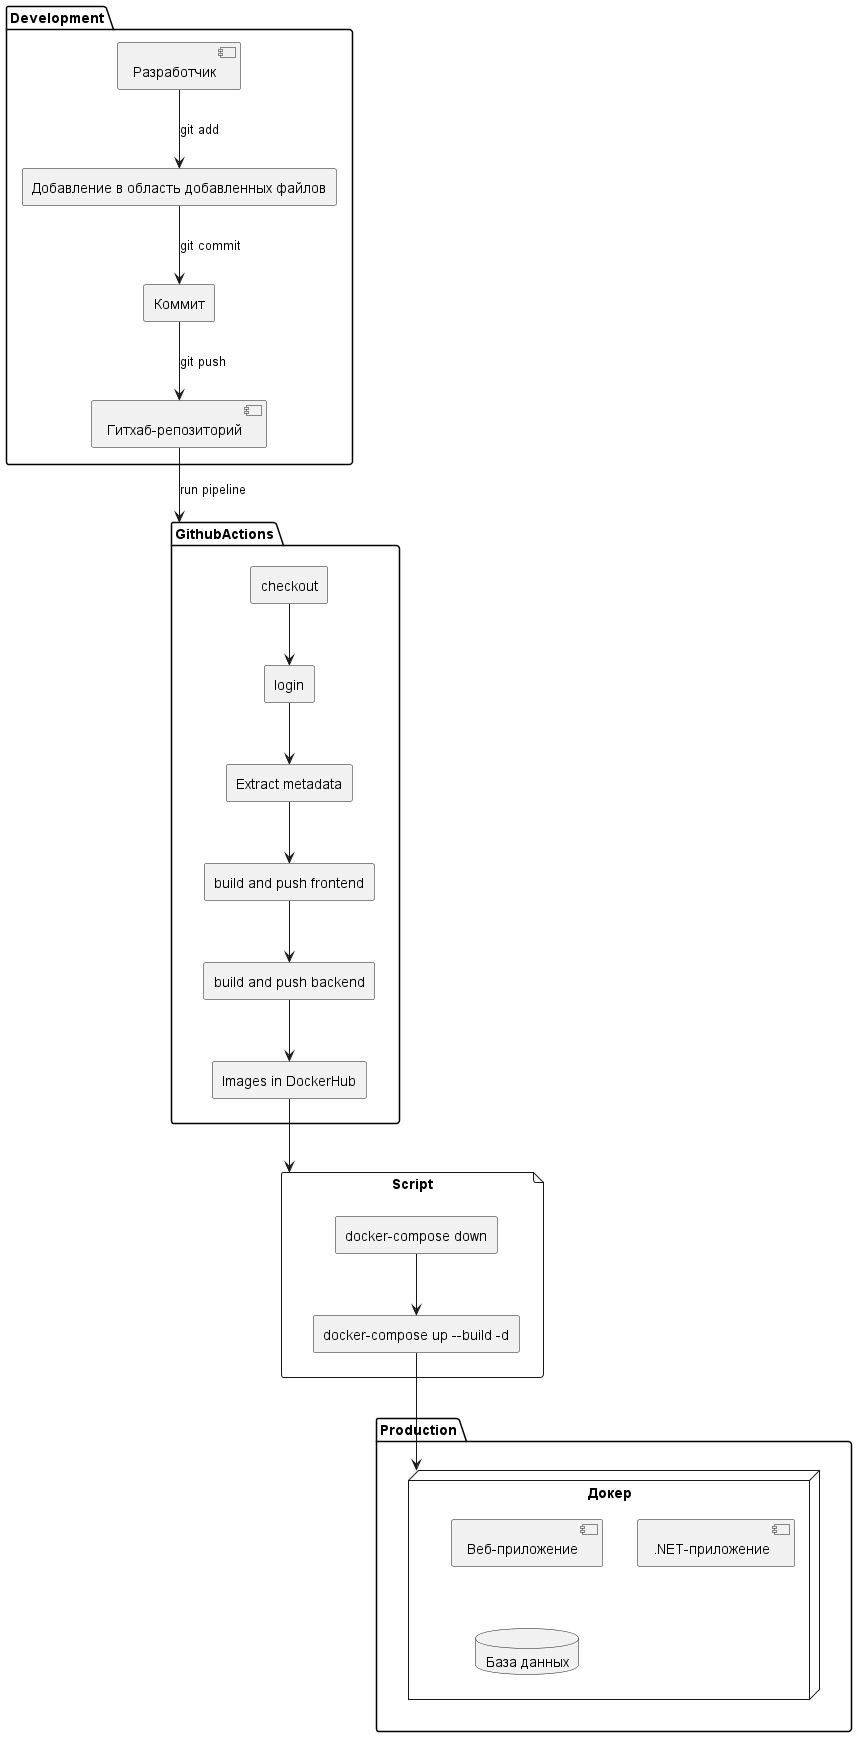 Development
Разработчик
git add
Добавление в область добавленных файлов
git commit
Коммит
git push
Гитхаб-репозиторий
run pipeline
GithubActions
checkout
login
Extract metadata
build and push frontend
build and push backend
Images in DockerHub
Script
docker-compose down
docker-compose up --build -d
Production
Докер
Веб-приложение
.NET-приложение
База данных